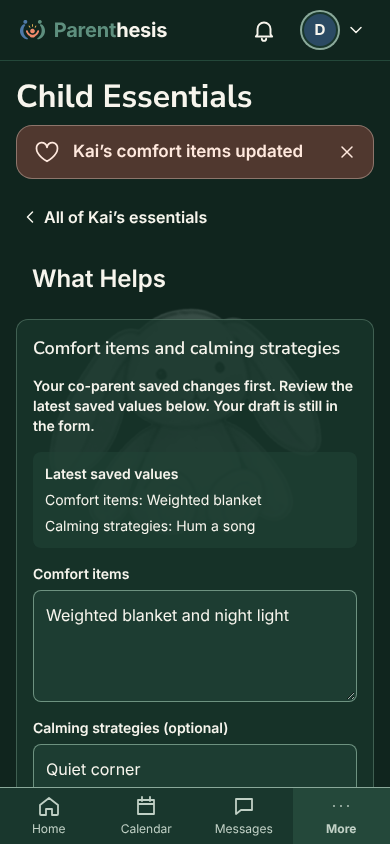 Parenthesis
D
Child Essentials
Kai’s comfort items updated
All of Kai’s essentials
What Helps
Comfort items and calming strategies
Your co-parent saved changes first. Review the
latest saved values below. Your draft is still in
the form.
Latest saved values
Comfort items: Weighted blanket
Calming strategies: Hum a song
Comfort items
Weighted blanket and night light
Calming strategies (optional)
Quiet corner
Home
Calendar
Messages
More